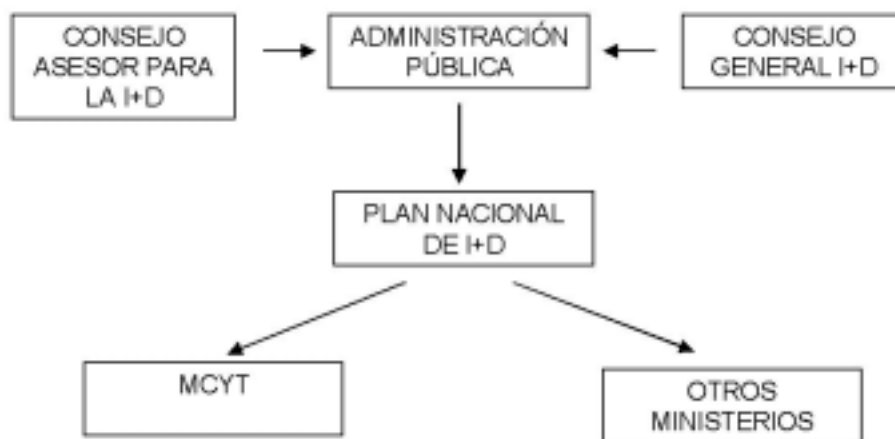 CONSEJO
ASESOR PARA
LA I+D
ADMINISTRACIÓN
PÚBLICA
CONSEJO
GENERAL I+D
PLAN NACIONAL
DE I+D
MCYT
OTROS
MINISTERIOS